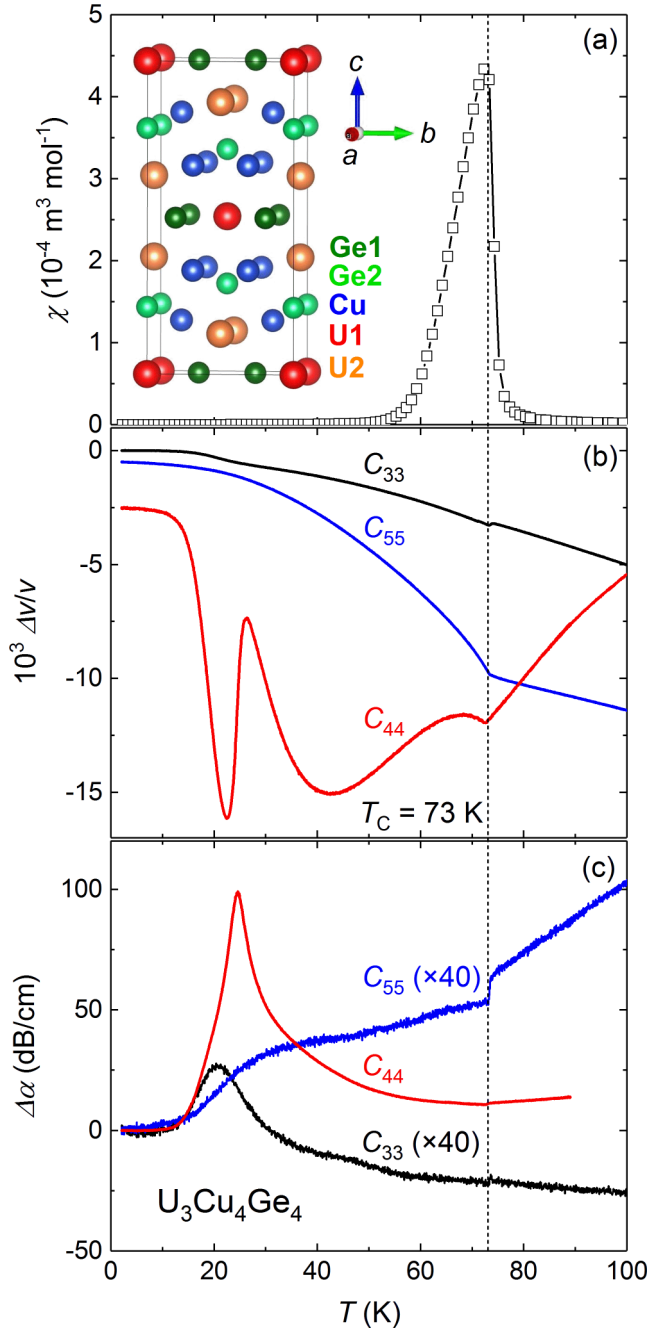 (a)
5
4
3
2
1
0
χ (10⁻⁴ m³ mol⁻¹)
c
b
a
Ge1
Ge2
Cu
U1
U2
(b)
0
-5
-10
-15
10³ Δv/v
C₃₃
C₅₅
C₄₄
T_C = 73 K
(c)
100
50
0
-50
Δα (dB/cm)
C₅₅ (×40)
C₄₄
C₃₃ (×40)
U₃Cu₄Ge₄
0 20 40 60 80 100
T (K)